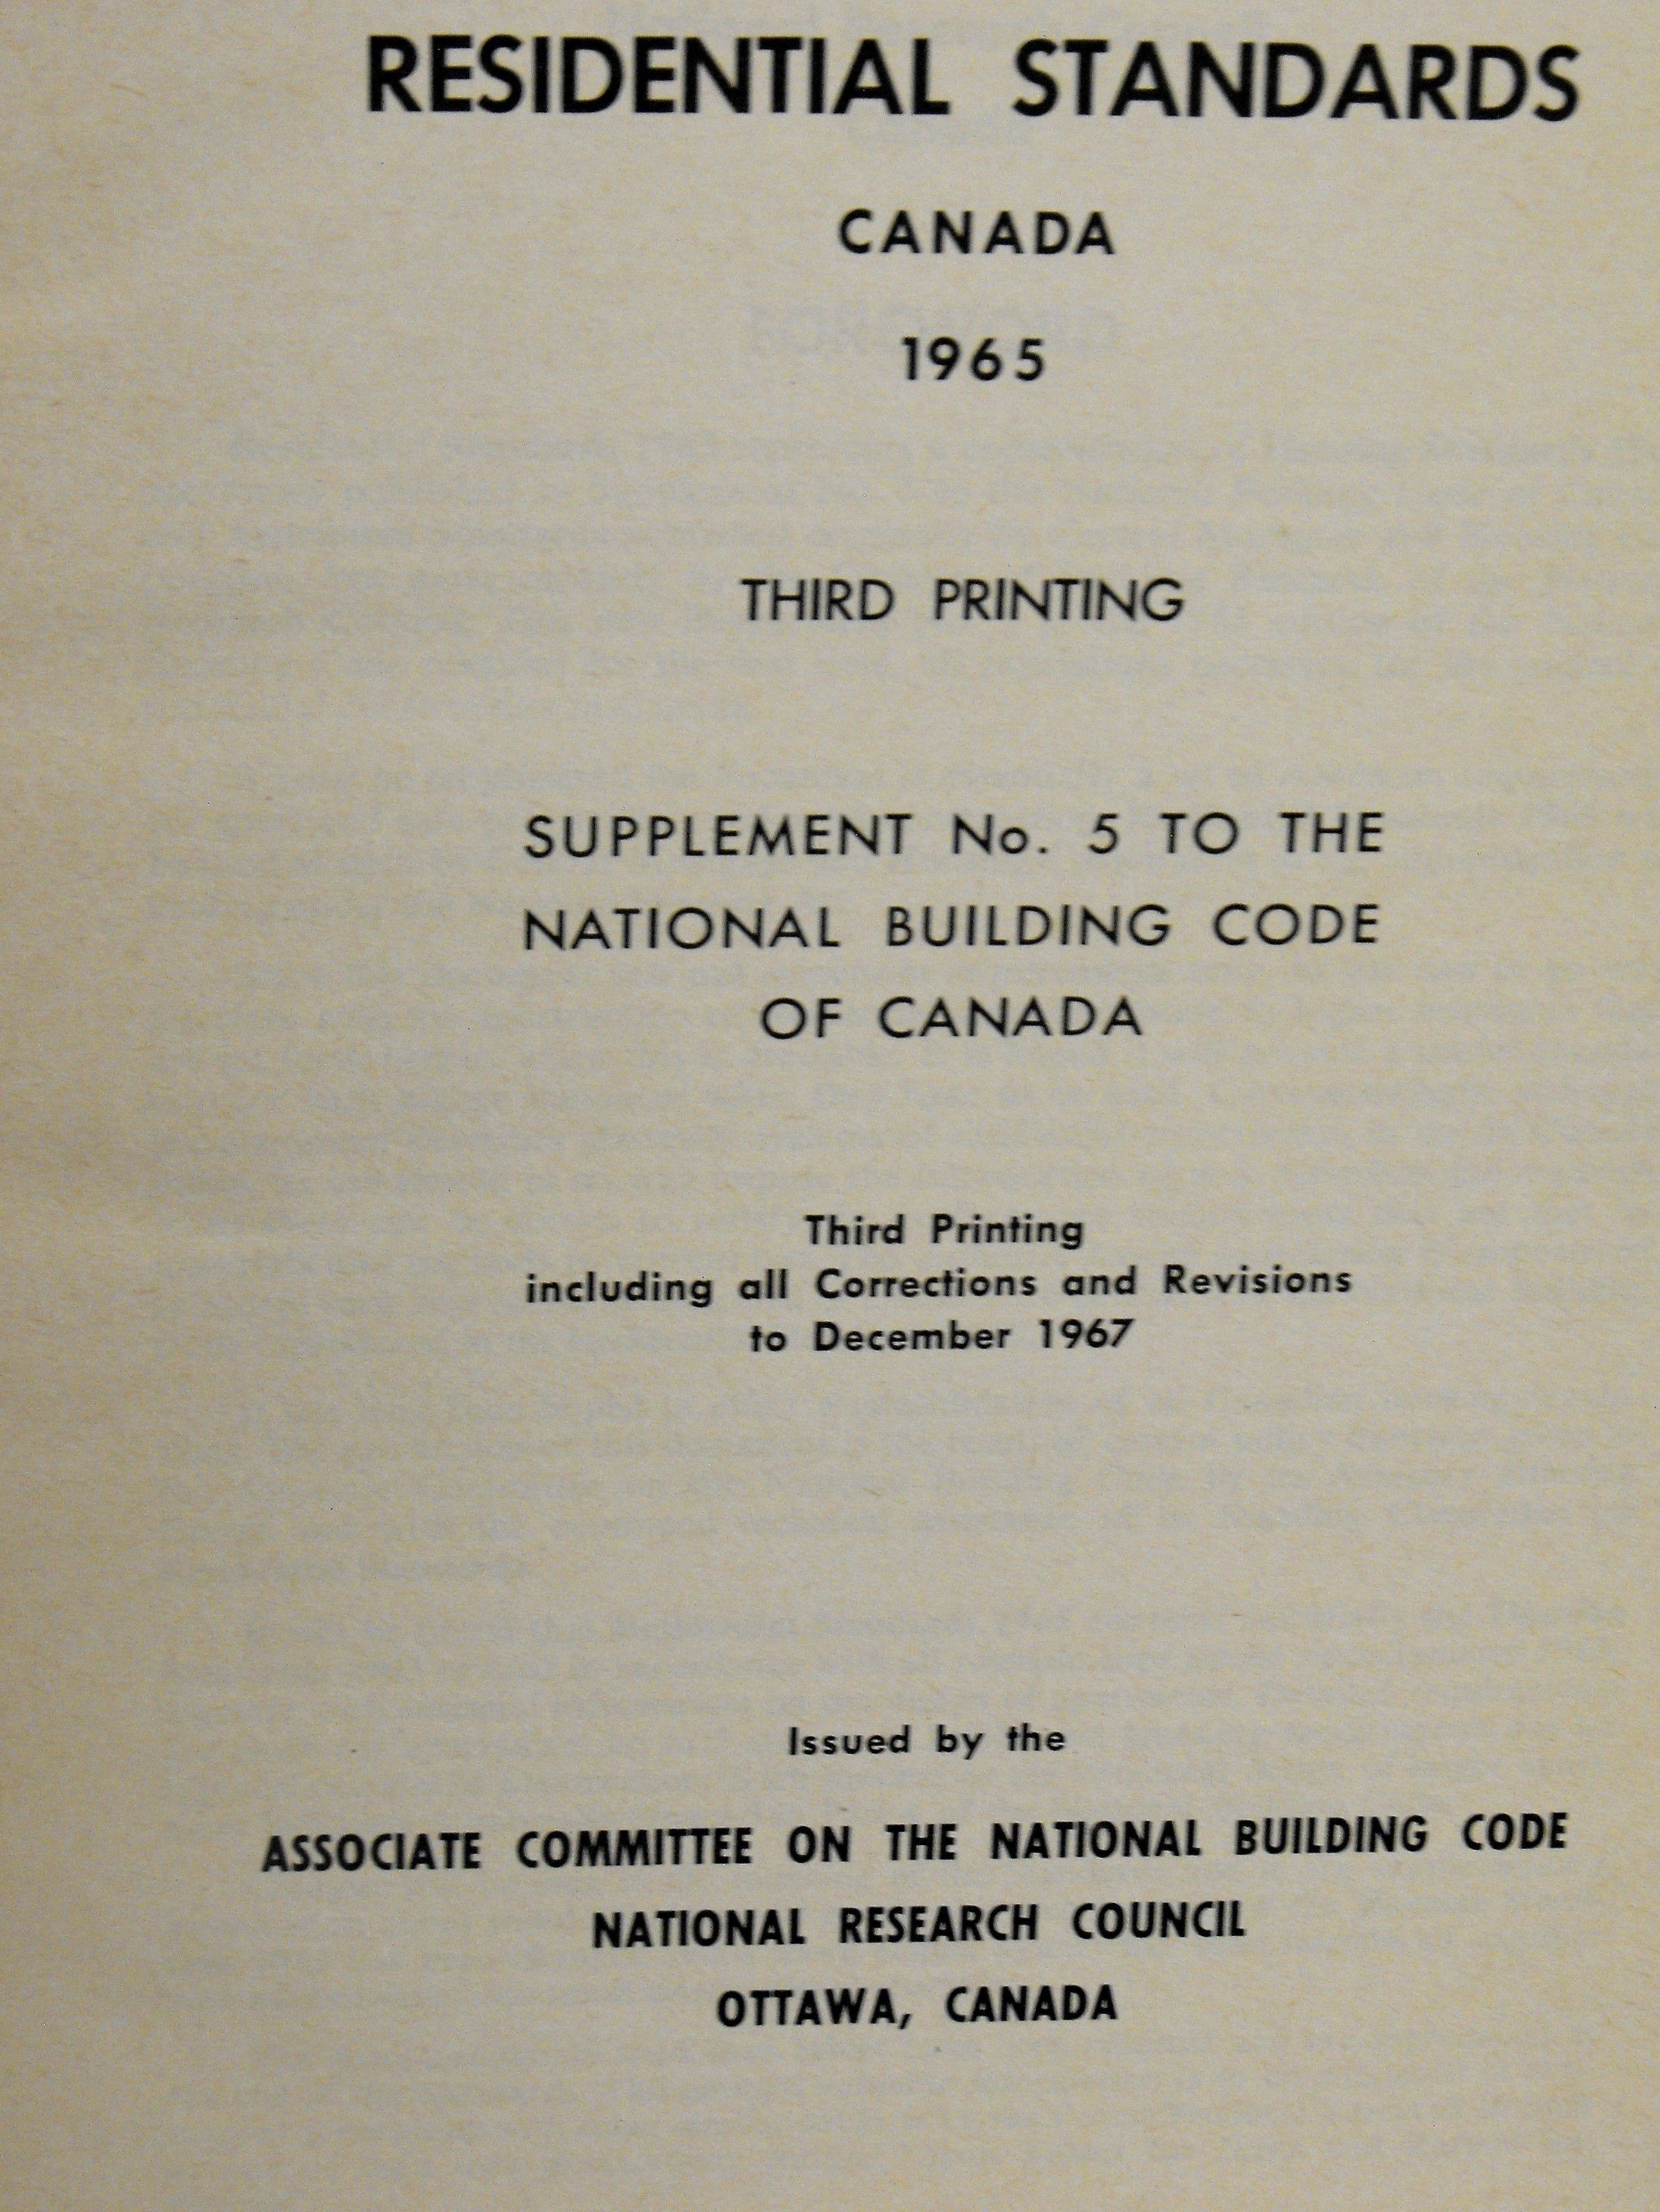 RESIDENTIAL STANDARDS
CANADA
1965
THIRD PRINTING
SUPPLEMENT No. 5 TO THE
NATIONAL BUILDING CODE
OF CANADA
Third Printing
including all Corrections and Revisions
to December 1967
Issued by the
ASSOCIATE COMMITTEE ON THE NATIONAL BUILDING CODE
NATIONAL RESEARCH COUNCIL
OTTAWA, CANADA